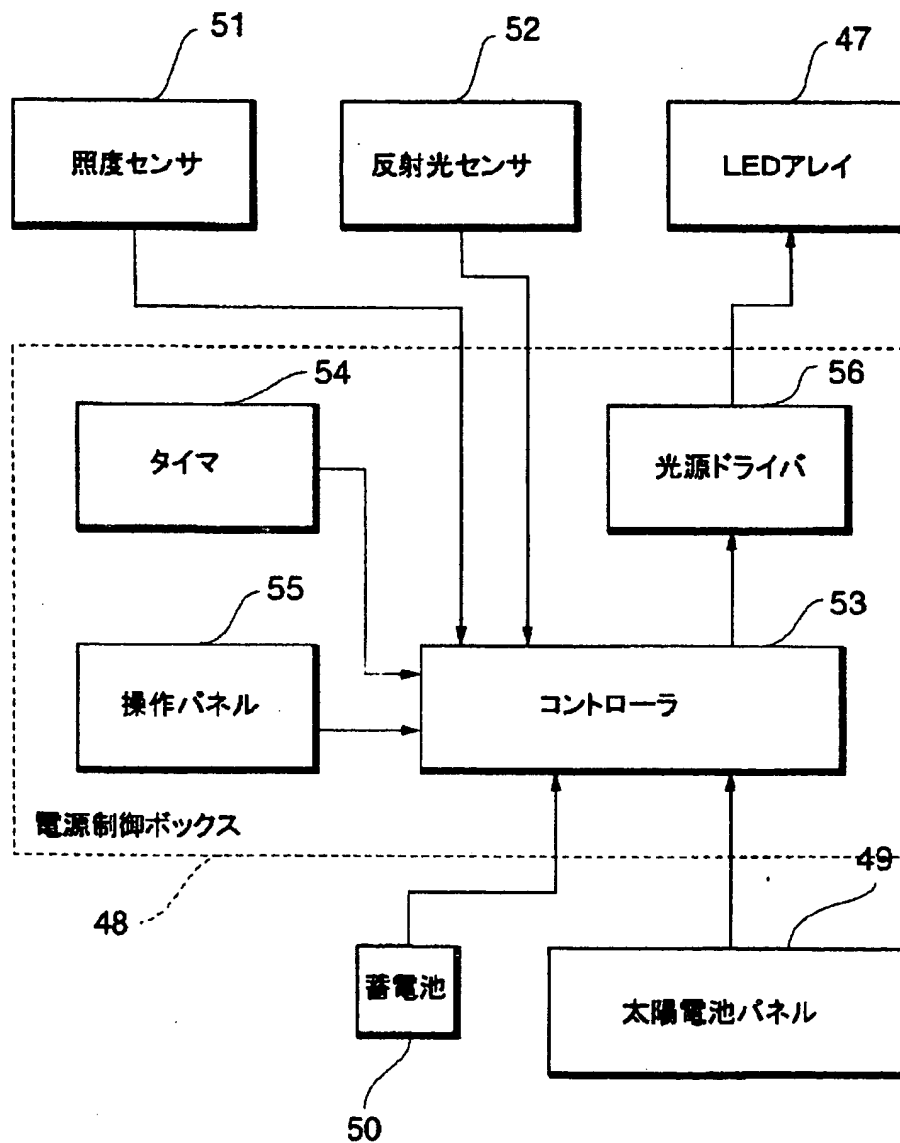 51
52
47
照度センサ
反射光センサ
LEDアレイ
54
56
タイマ
光源ドライバ
55
53
操作パネル
コントローラ
電源制御ボックス
48
49
蓄電池
太陽電池パネル
50